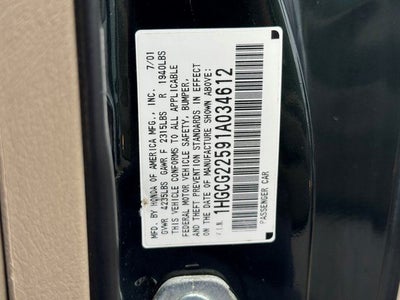 MFD. BY HONDA OF AMERICA MFG., INC. 7/01
GVWR 4235LBS GAWR F 2315LBS R 1940LBS
THIS VEHICLE CONFORMS TO ALL APPLICABLE
FEDERAL MOTOR VEHICLE SAFETY, BUMPER,
AND THEFT PREVENTION STANDARDS IN EFFECT
ON THE DATE OF MANUFACTURE SHOWN ABOVE.
V.I.N. 1HGCG22591A034612
PASSENGER CAR